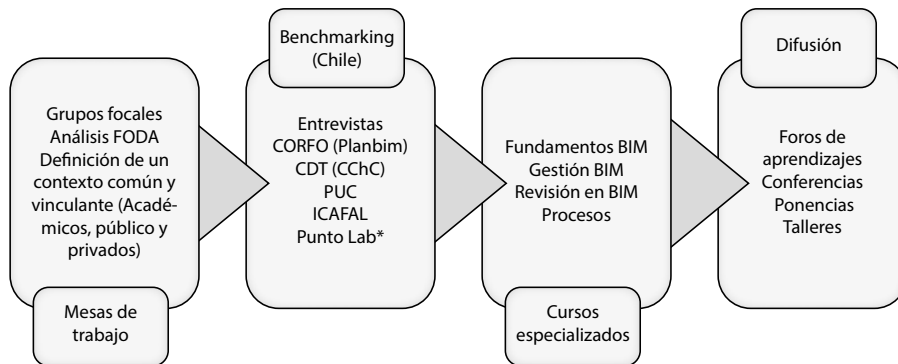 Grupos focales
Análisis FODA
Definición de un
contexto común y
vinculante (Acadé-
micos, público y
privados)
Mesas de
trabajo
Benchmarking
(Chile)
Entrevistas
CORFO (Planbim)
CDT (CChC)
PUC
ICAFAL
Punto Lab*
Fundamentos BIM
Gestión BIM
Revisión en BIM
Procesos
Cursos
especializados
Difusión
Foros de
aprendizajes
Conferencias
Ponencias
Talleres